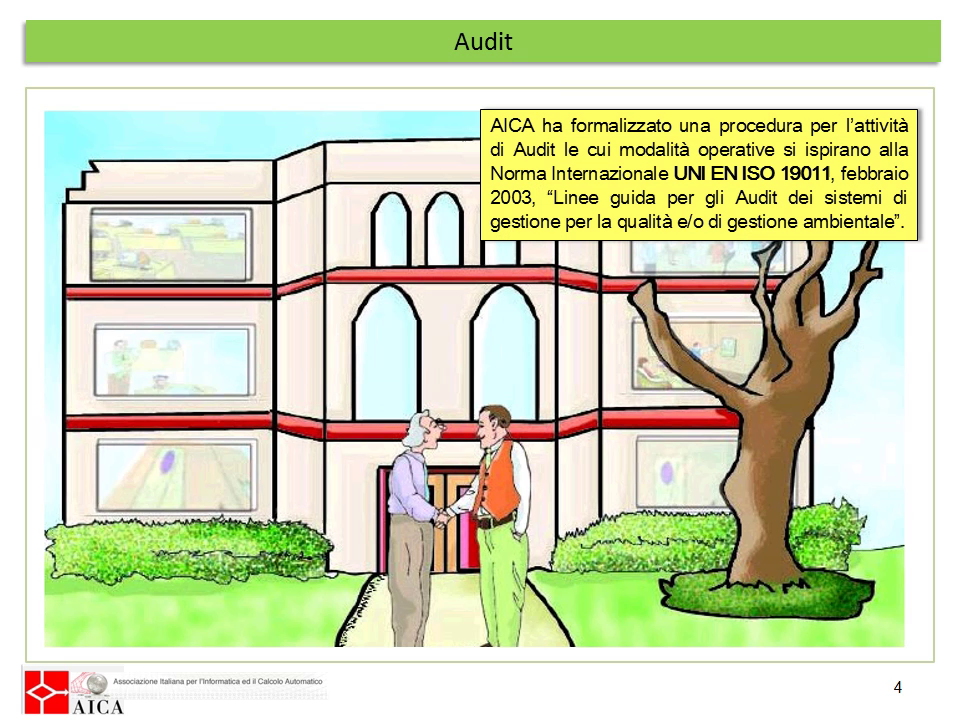 Audit
AICA ha formalizzato una procedura per l’attività
di Audit le cui modalità operative si ispirano alla
Norma Internazionale UNI EN ISO 19011, febbraio
2003, “Linee guida per gli Audit dei sistemi di
gestione per la qualità e/o di gestione ambientale”.
Associazione Italiana per l'Informatica ed il Calcolo Automatico
AICA
4